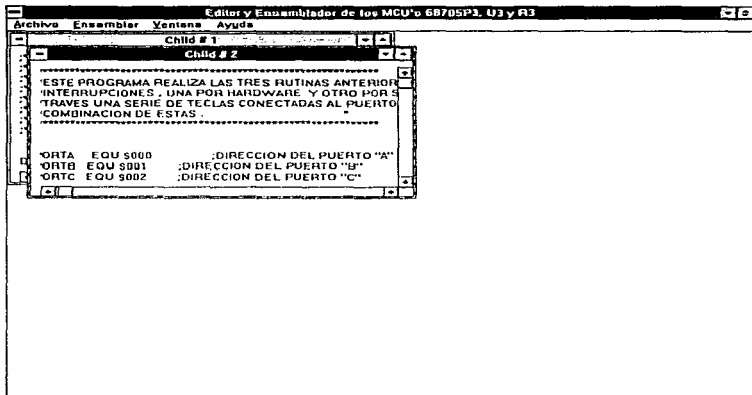 Editor y Ensamblador de los MCU's 68705P3, U3 y R3
Archivo Ensamblar Ventana Ayuda
Child # 1
Child # 2
*ESTE PROGRAMA REALIZA LAS TRES RUTINAS ANTERIOR
*INTERRUPCIONES , UNA POR HARDWARE Y OTRO POR S
*TRAVES UNA SERIE DE TECLAS CONECTADAS AL PUERTO
*COMBINACION DE ESTAS . *
ORTA EQU $000 ;DIRECCION DEL PUERTO "A"
ORTB EQU $001 ;DIRECCION DEL PUERTO "B"
ORTC EQU $002 ;DIRECCION DEL PUERTO "C"